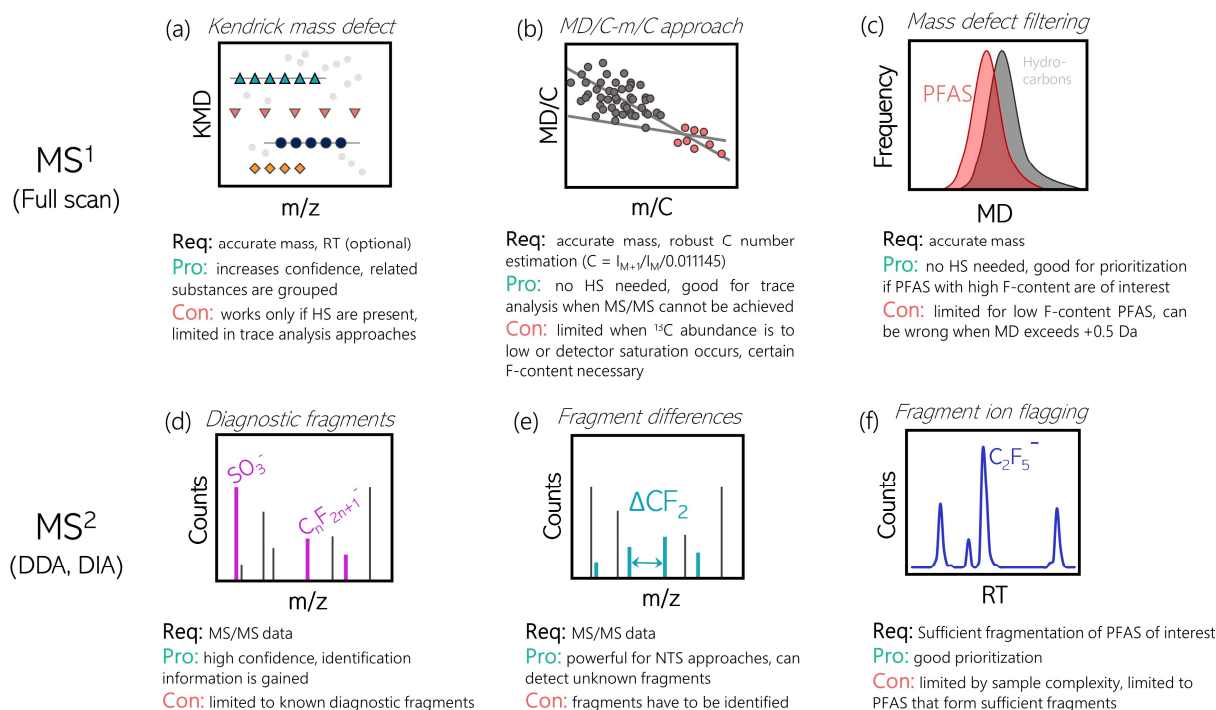 MS¹
(Full scan)
(a) Kendrick mass defect
KMD
m/z
Req: accurate mass, RT (optional)
Pro: increases confidence, related
substances are grouped
Con: works only if HS are present,
limited in trace analysis approaches
(b) MD/C-m/C approach
MD/C
m/C
Req: accurate mass, robust C number
estimation (C = I_{M+1}/I_M/0.011145)
Pro: no HS needed, good for trace
analysis when MS/MS cannot be achieved
Con: limited when ¹³C abundance is to
low or detector saturation occurs, certain
F-content necessary
(c) Mass defect filtering
Frequency
PFAS
Hydro-
carbons
MD
Req: accurate mass
Pro: no HS needed, good for prioritization
if PFAS with high F-content are of interest
Con: limited for low F-content PFAS, can
be wrong when MD exceeds +0.5 Da
MS²
(DDA, DIA)
(d) Diagnostic fragments
Counts
SO₃⁻
CₙF₂ₙ₊₁⁻
m/z
Req: MS/MS data
Pro: high confidence, identification
information is gained
Con: limited to known diagnostic fragments
(e) Fragment differences
Counts
ΔCF₂
m/z
Req: MS/MS data
Pro: powerful for NTS approaches, can
detect unknown fragments
Con: fragments have to be identified
(f) Fragment ion flagging
Counts
C₂F₅⁻
RT
Req: Sufficient fragmentation of PFAS of interest
Pro: good prioritization
Con: limited by sample complexity, limited to
PFAS that form sufficient fragments